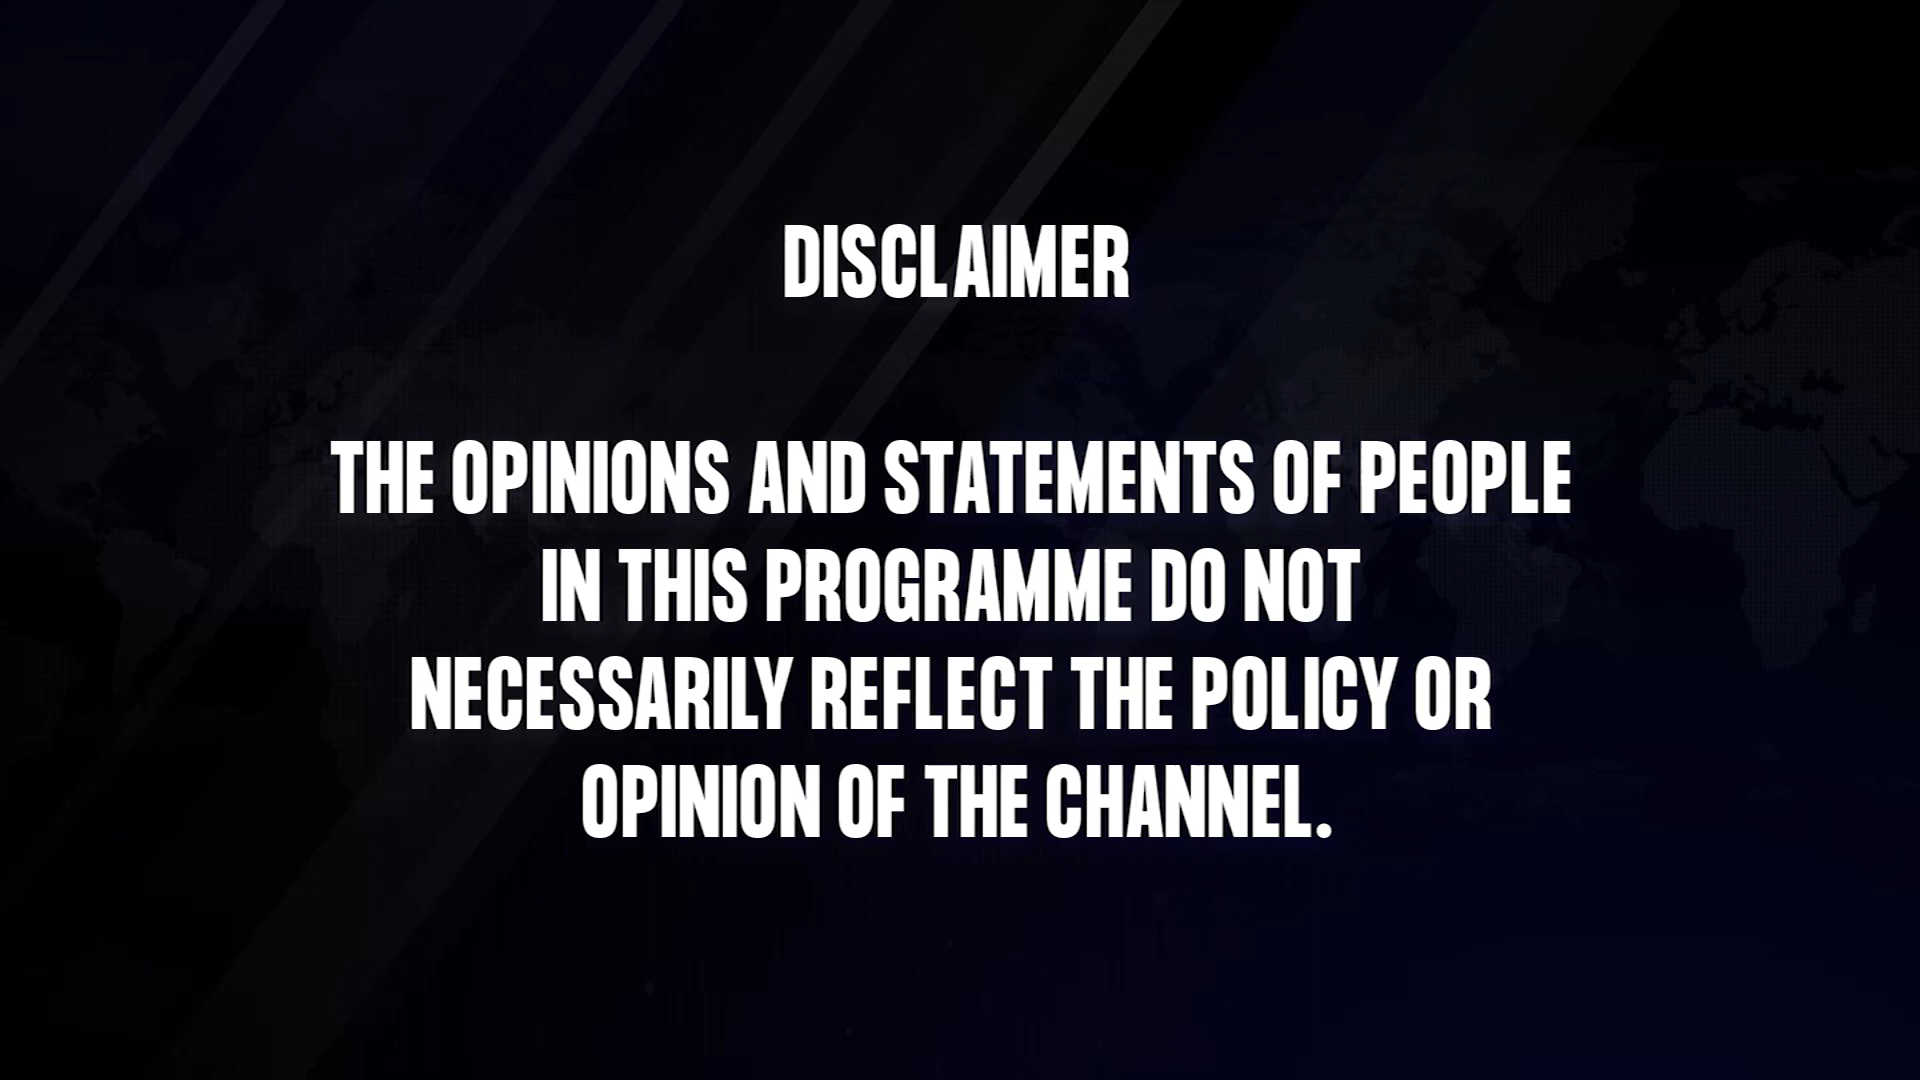 DISCLAIMER
THE OPINIONS AND STATEMENTS OF PEOPLE
IN THIS PROGRAMME DO NOT
NECESSARILY REFLECT THE POLICY OR
OPINION OF THE CHANNEL.